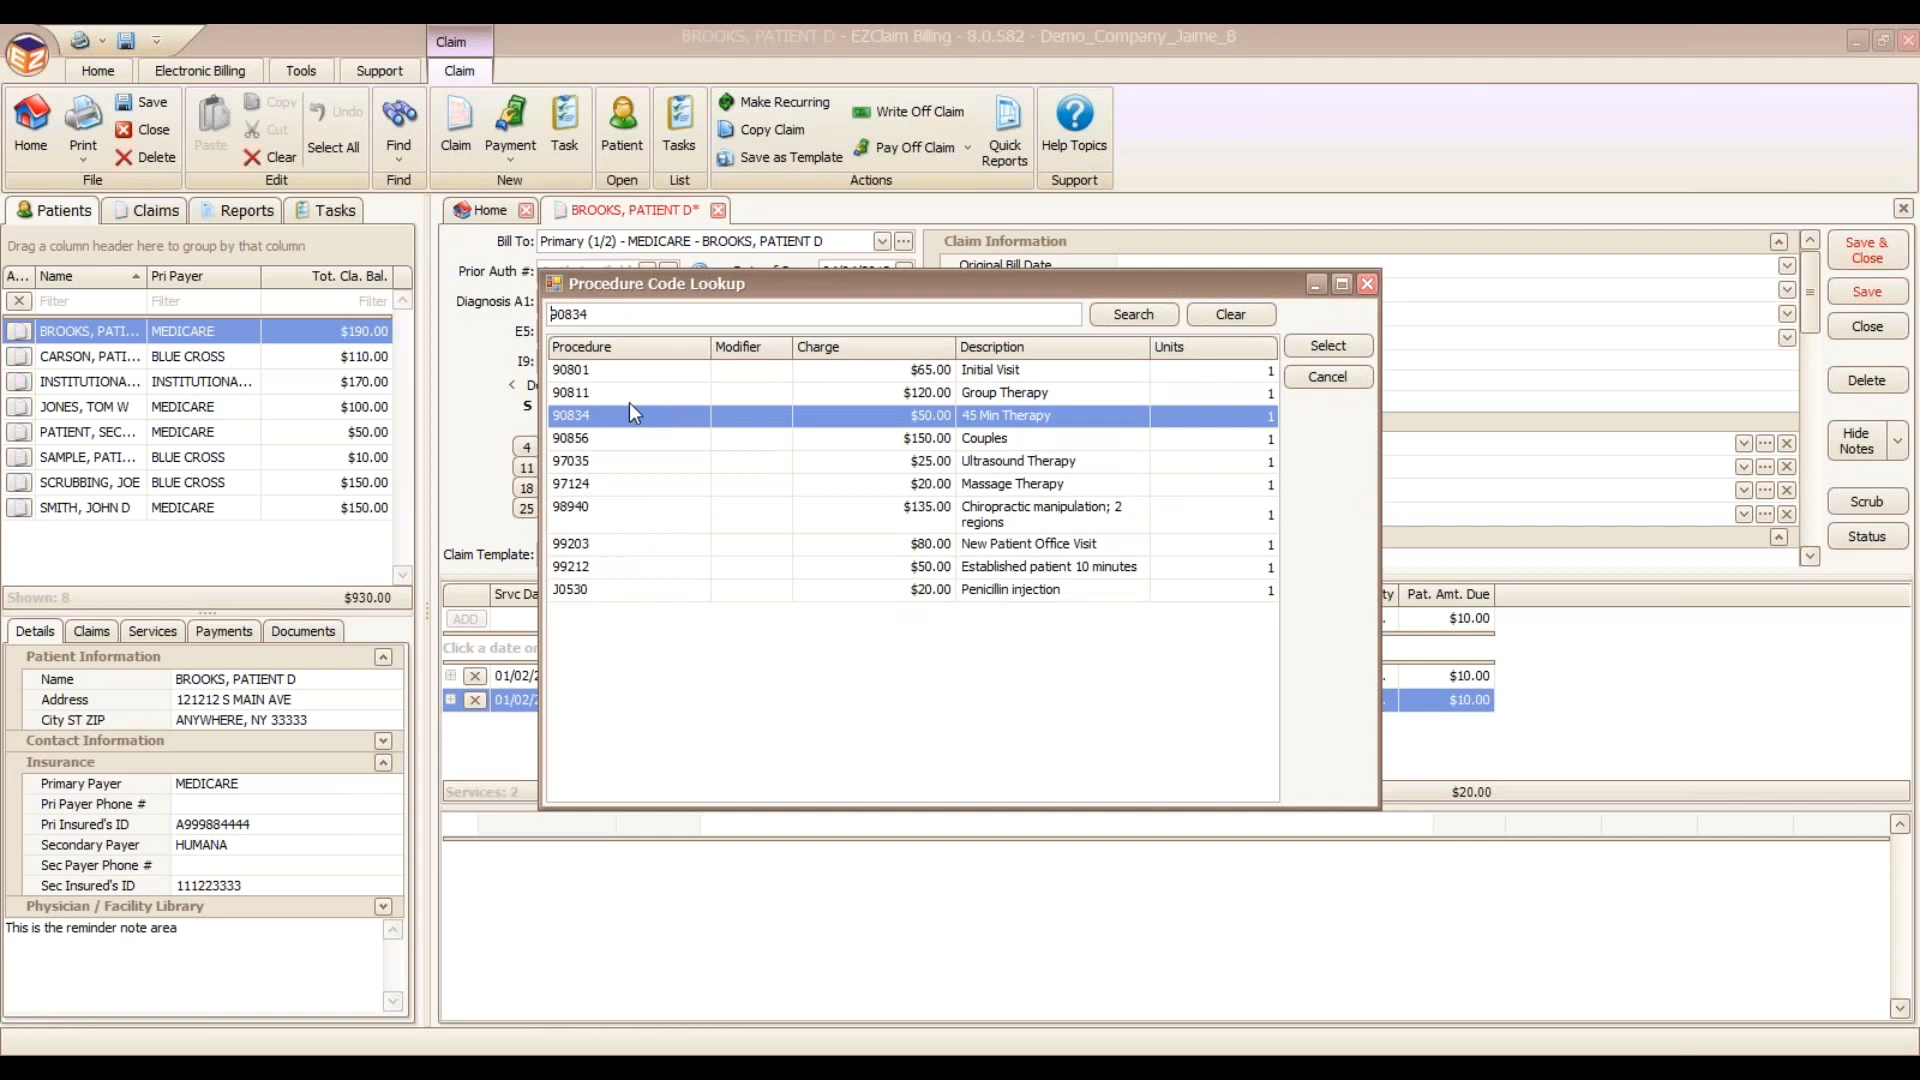 Claim
BROOKS, PATIENT D - EZClaim Billing - 8.0.582 - Demo_Company_Jaime_B
Home Electronic Billing Tools Support Claim
Home Print Save Close Delete File
Paste Copy Cut Clear Undo Select All Edit
Find Find
Claim Payment Task New
Patient Open
Tasks List
Make Recurring Copy Claim Save as Template Write Off Claim Pay Off Claim Quick Reports Actions
Help Topics Support
Patients Claims Reports Tasks
Drag a column header here to group by that column
A... Name Pri Payer Tot. Cla. Bal.
Filter Filter Filter
BROOKS, PATI... MEDICARE $190.00
CARSON, PATI... BLUE CROSS $110.00
INSTITUTIONA... INSTITUTIONA... $170.00
JONES, TOM W MEDICARE $100.00
PATIENT, SEC... MEDICARE $50.00
SAMPLE, PATI... BLUE CROSS $10.00
SCRUBBING, JOE BLUE CROSS $150.00
SMITH, JOHN D MEDICARE $150.00
Shown: 8 $930.00
Details Claims Services Payments Documents
Patient Information
Name BROOKS, PATIENT D
Address 121212 S MAIN AVE
City ST ZIP ANYWHERE, NY 33333
Contact Information
Insurance
Primary Payer MEDICARE
Pri Payer Phone #
Pri Insured's ID A999884444
Secondary Payer HUMANA
Sec Payer Phone #
Sec Insured's ID 111223333
Physician / Facility Library
This is the reminder note area
Home BROOKS, PATIENT D*
Bill To: Primary (1/2) - MEDICARE - BROOKS, PATIENT D
Prior Auth #:
Diagnosis A1:
E5:
I9:
< D
S
4
11
18
25
Claim Template:
Claim Information
Original Bill Date
Procedure Code Lookup
90834 Search Clear
Procedure Modifier Charge Description Units
90801 $65.00 Initial Visit 1
90811 $120.00 Group Therapy 1
90834 $50.00 45 Min Therapy 1
90856 $150.00 Couples 1
97035 $25.00 Ultrasound Therapy 1
97124 $20.00 Massage Therapy 1
98940 $135.00 Chiropractic manipulation; 2 regions 1
99203 $80.00 New Patient Office Visit 1
99212 $50.00 Established patient 10 minutes 1
J0530 $20.00 Penicillin injection 1
Select
Cancel
Save & Close
Save
Close
Delete
Hide Notes
Scrub
Status
Srvc Da ty Pat. Amt. Due
ADD $10.00
Click a date or
01/02/2 $10.00
01/02/2 $10.00
Services: 2 $20.00